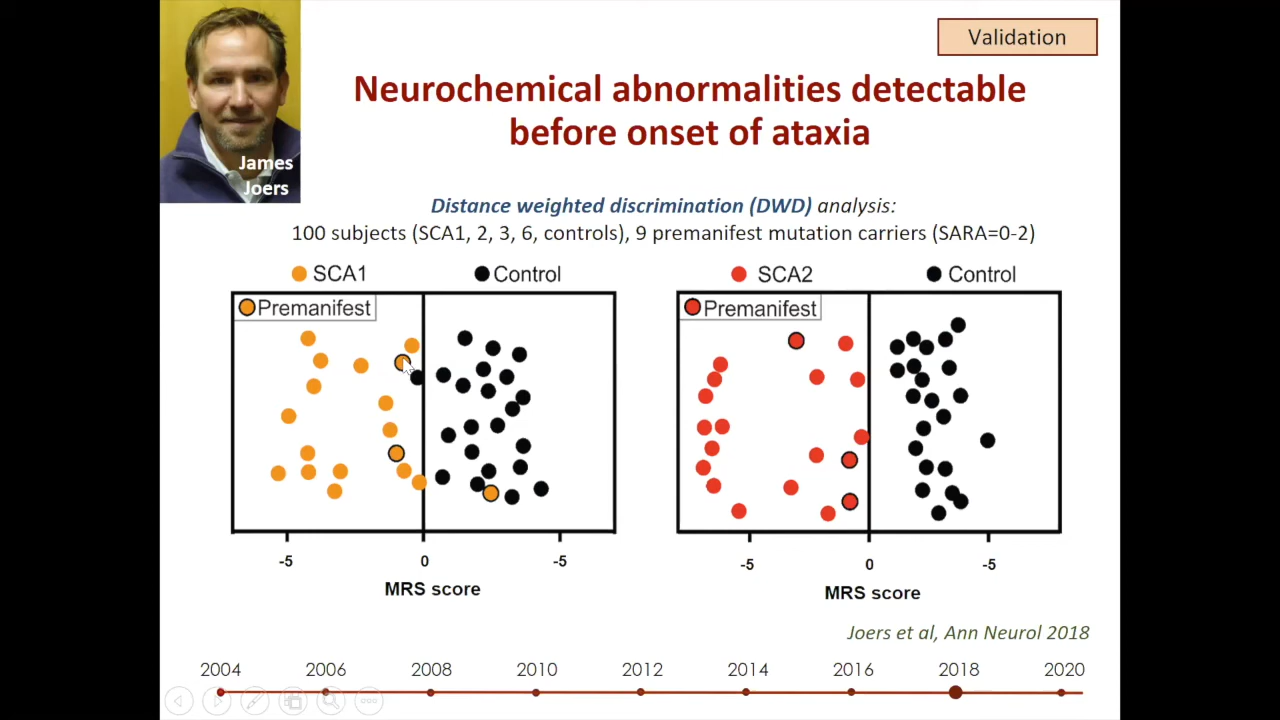 Validation
Neurochemical abnormalities detectable
before onset of ataxia
James
Joers
Distance weighted discrimination (DWD) analysis:
100 subjects (SCA1, 2, 3, 6, controls), 9 premanifest mutation carriers (SARA=0-2)
SCA1
Control
Premanifest
-5
0
-5
MRS score
SCA2
Control
Premanifest
-5
0
-5
MRS score
Joers et al, Ann Neurol 2018
2004 2006 2008 2010 2012 2014 2016 2018 2020